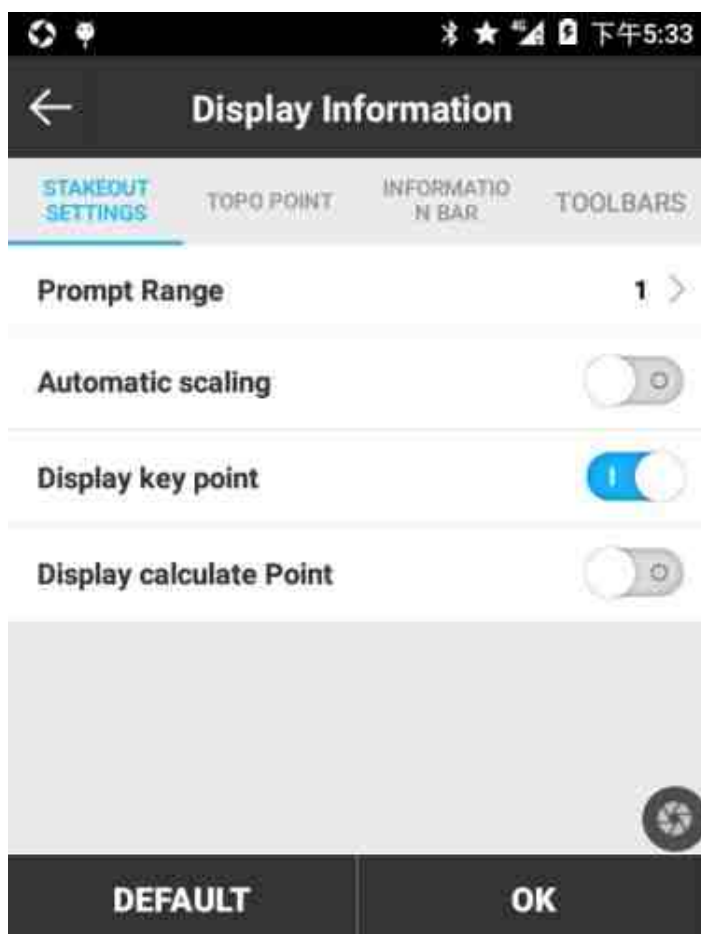 4G 下午5:33
Display Information
STAKEOUT
SETTINGS
TOPO POINT
INFORMATIO
N BAR
TOOLBARS
Prompt Range 1
Automatic scaling
Display key point
Display calculate Point
DEFAULT OK